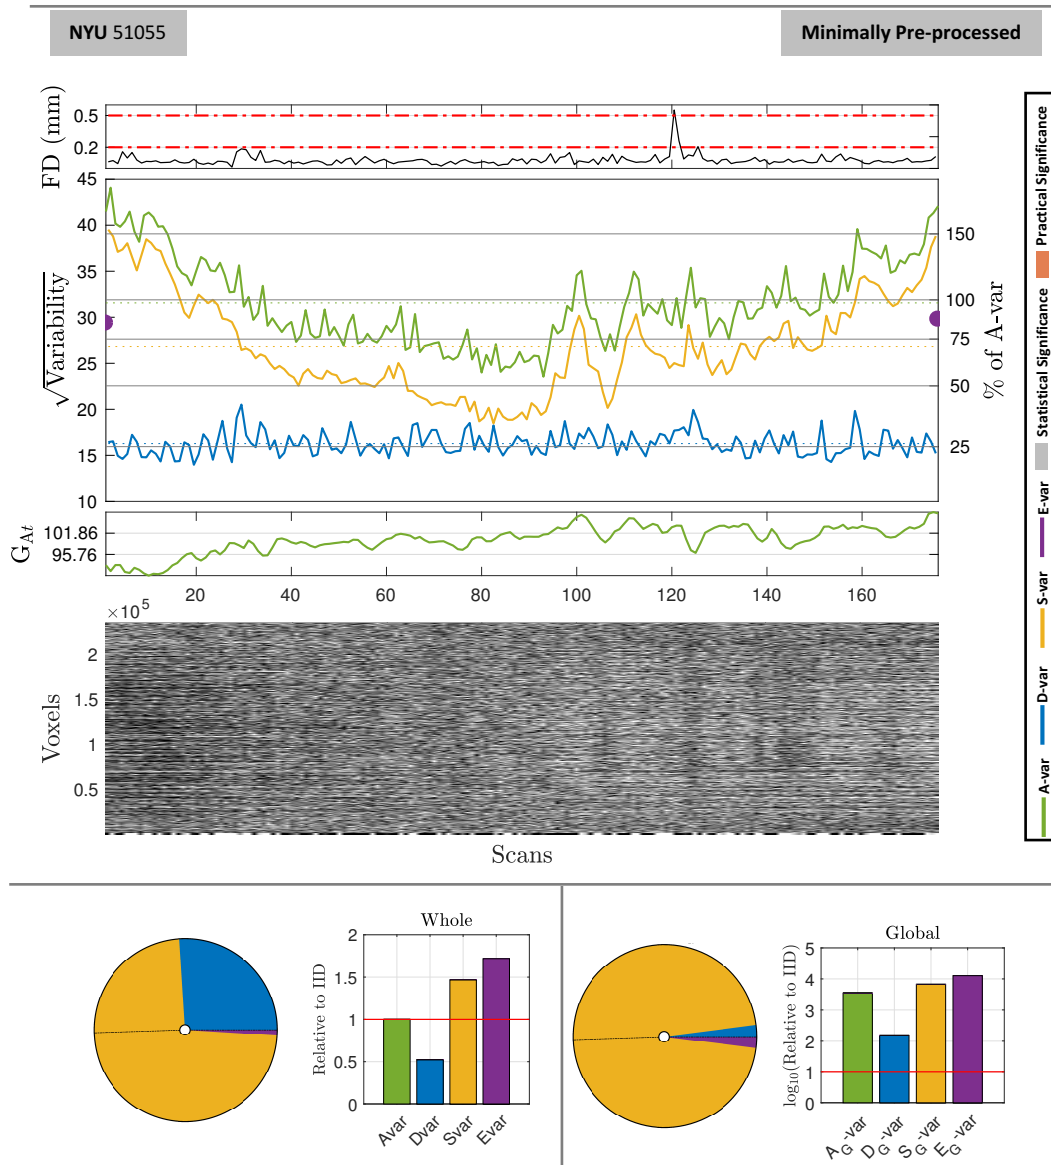 NYU 51055
Minimally Pre-processed
FD (mm)
0.5
0.2
√Variability
45
40
35
30
25
20
15
10
% of A-var
150
100
75
50
25
G_At
101.86
95.76
20 40 60 80 100 120 140 160
×10^5
Voxels
2
1.5
1
0.5
Scans
A-var
D-var
S-var
E-var
Statistical Significance
Practical Significance
Whole
Relative to IID
2
1.5
1
0.5
0
Avar Dvar Svar Evar
Global
log10(Relative to IID)
5
4
3
2
1
0
A_G-var D_G-var S_G-var E_G-var